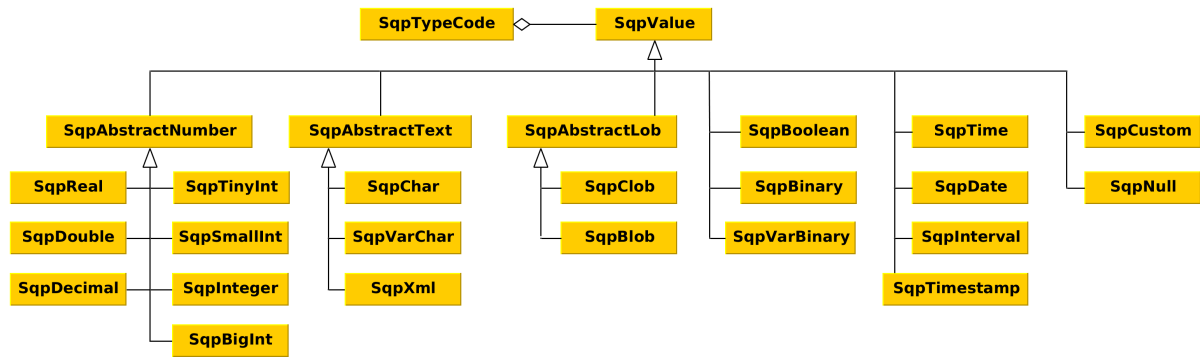 SqpTypeCode
SqpValue
SqpAbstractNumber
SqpAbstractText
SqpAbstractLob
SqpBoolean
SqpTime
SqpCustom
SqpReal
SqpTinyInt
SqpChar
SqpClob
SqpBinary
SqpDate
SqpNull
SqpDouble
SqpSmallInt
SqpVarChar
SqpBlob
SqpVarBinary
SqpInterval
SqpDecimal
SqpInteger
SqpXml
SqpTimestamp
SqpBigInt